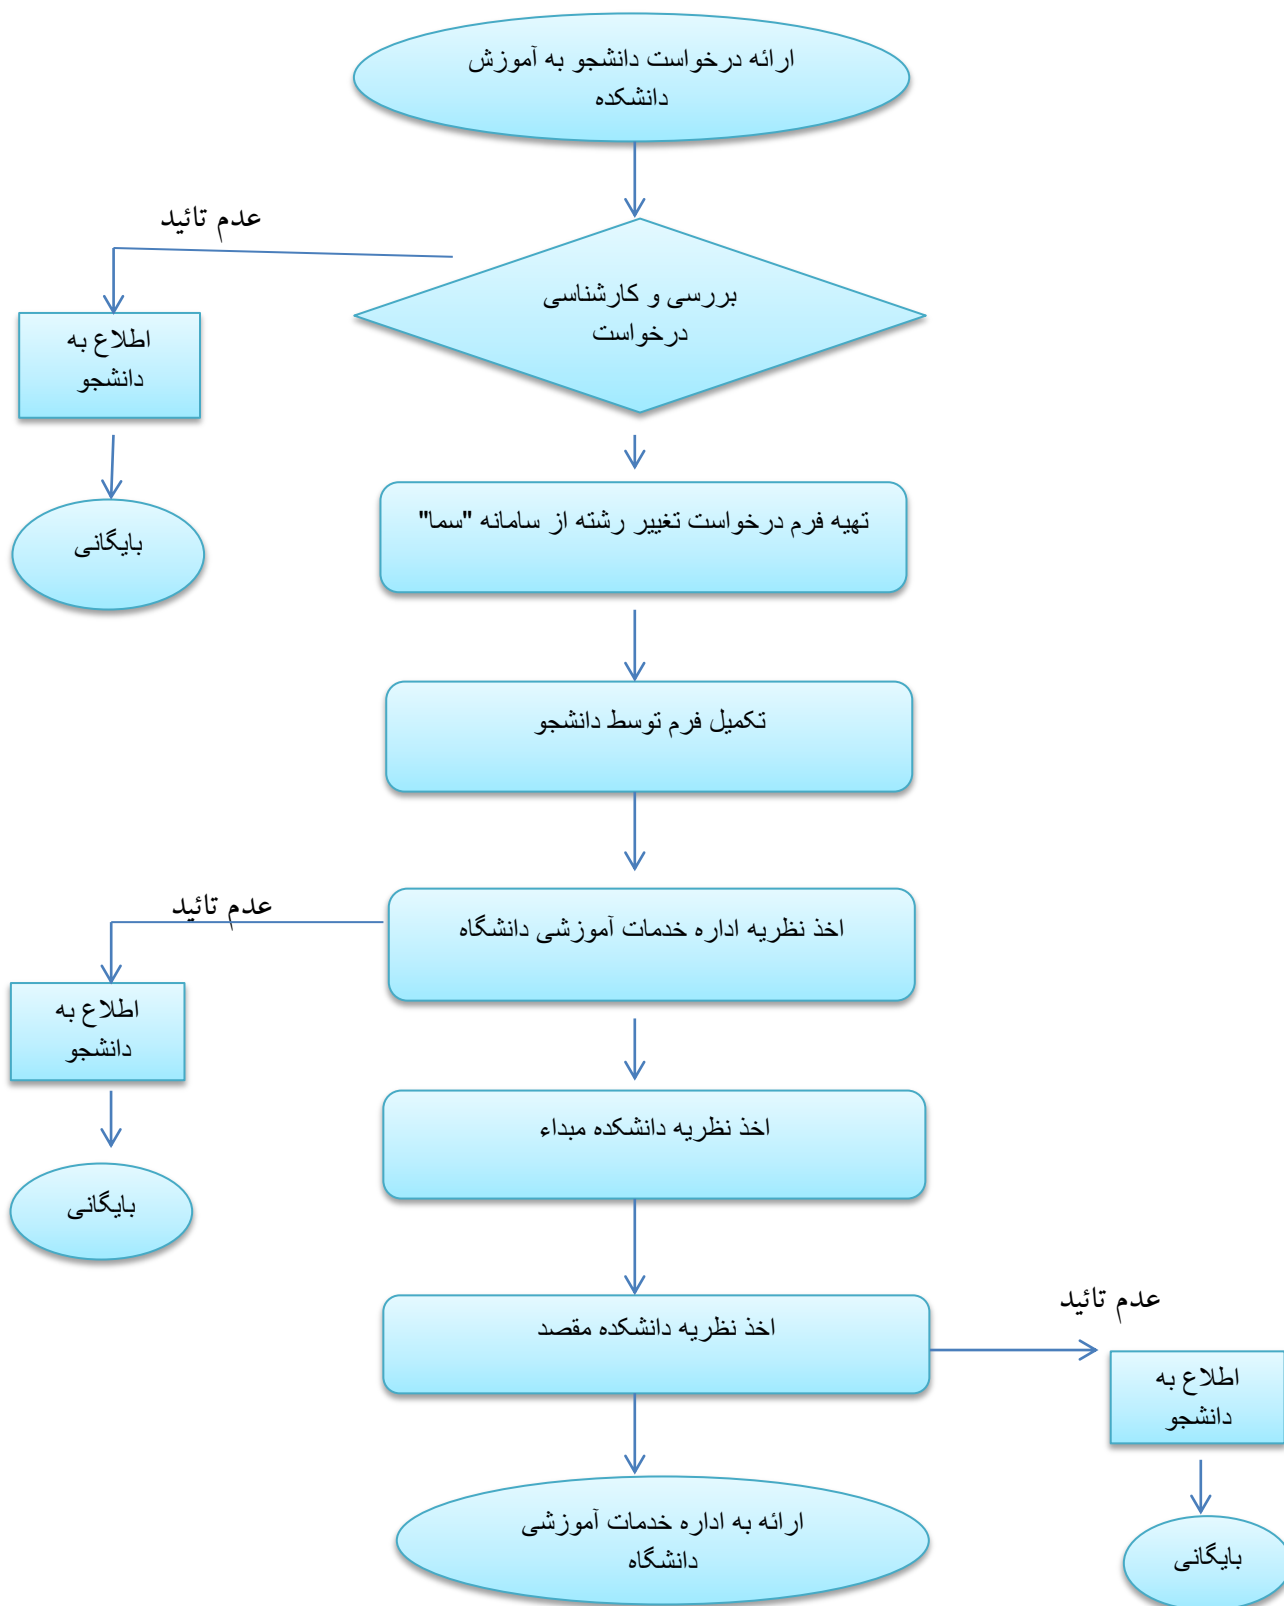 ارائه درخواست دانشجو به آموزش
دانشکده
عدم تائید
بررسی و کارشناسی
درخواست
اطلاع به
دانشجو
تهیه فرم درخواست تغییر رشته از سامانه "سما"
بایگانی
تکمیل فرم توسط دانشجو
عدم تائید
اخذ نظریه اداره خدمات آموزشی دانشگاه
اطلاع به
دانشجو
اخذ نظریه دانشکده مبداء
بایگانی
عدم تائید
اخذ نظریه دانشکده مقصد
اطلاع به
دانشجو
ارائه به اداره خدمات آموزشی
دانشگاه
بایگانی